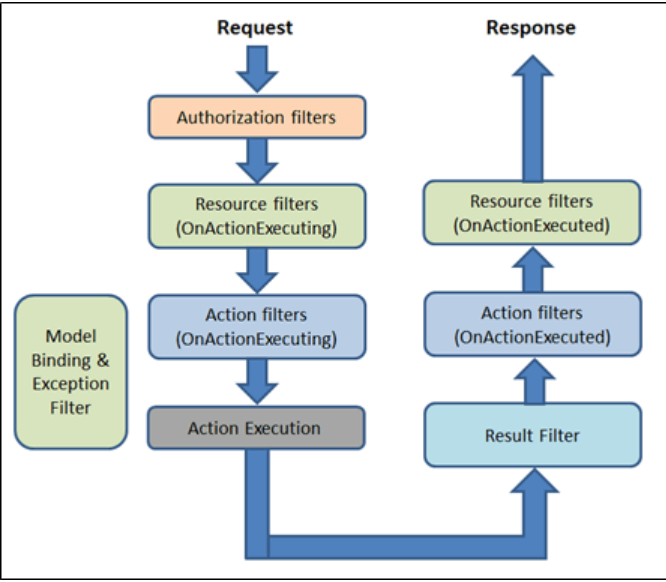 Request
Response
Authorization filters
Resource filters
(OnActionExecuting)
Action filters
(OnActionExecuting)
Action Execution
Model
Binding &
Exception
Filter
Resource filters
(OnActionExecuted)
Action filters
(OnActionExecuted)
Result Filter